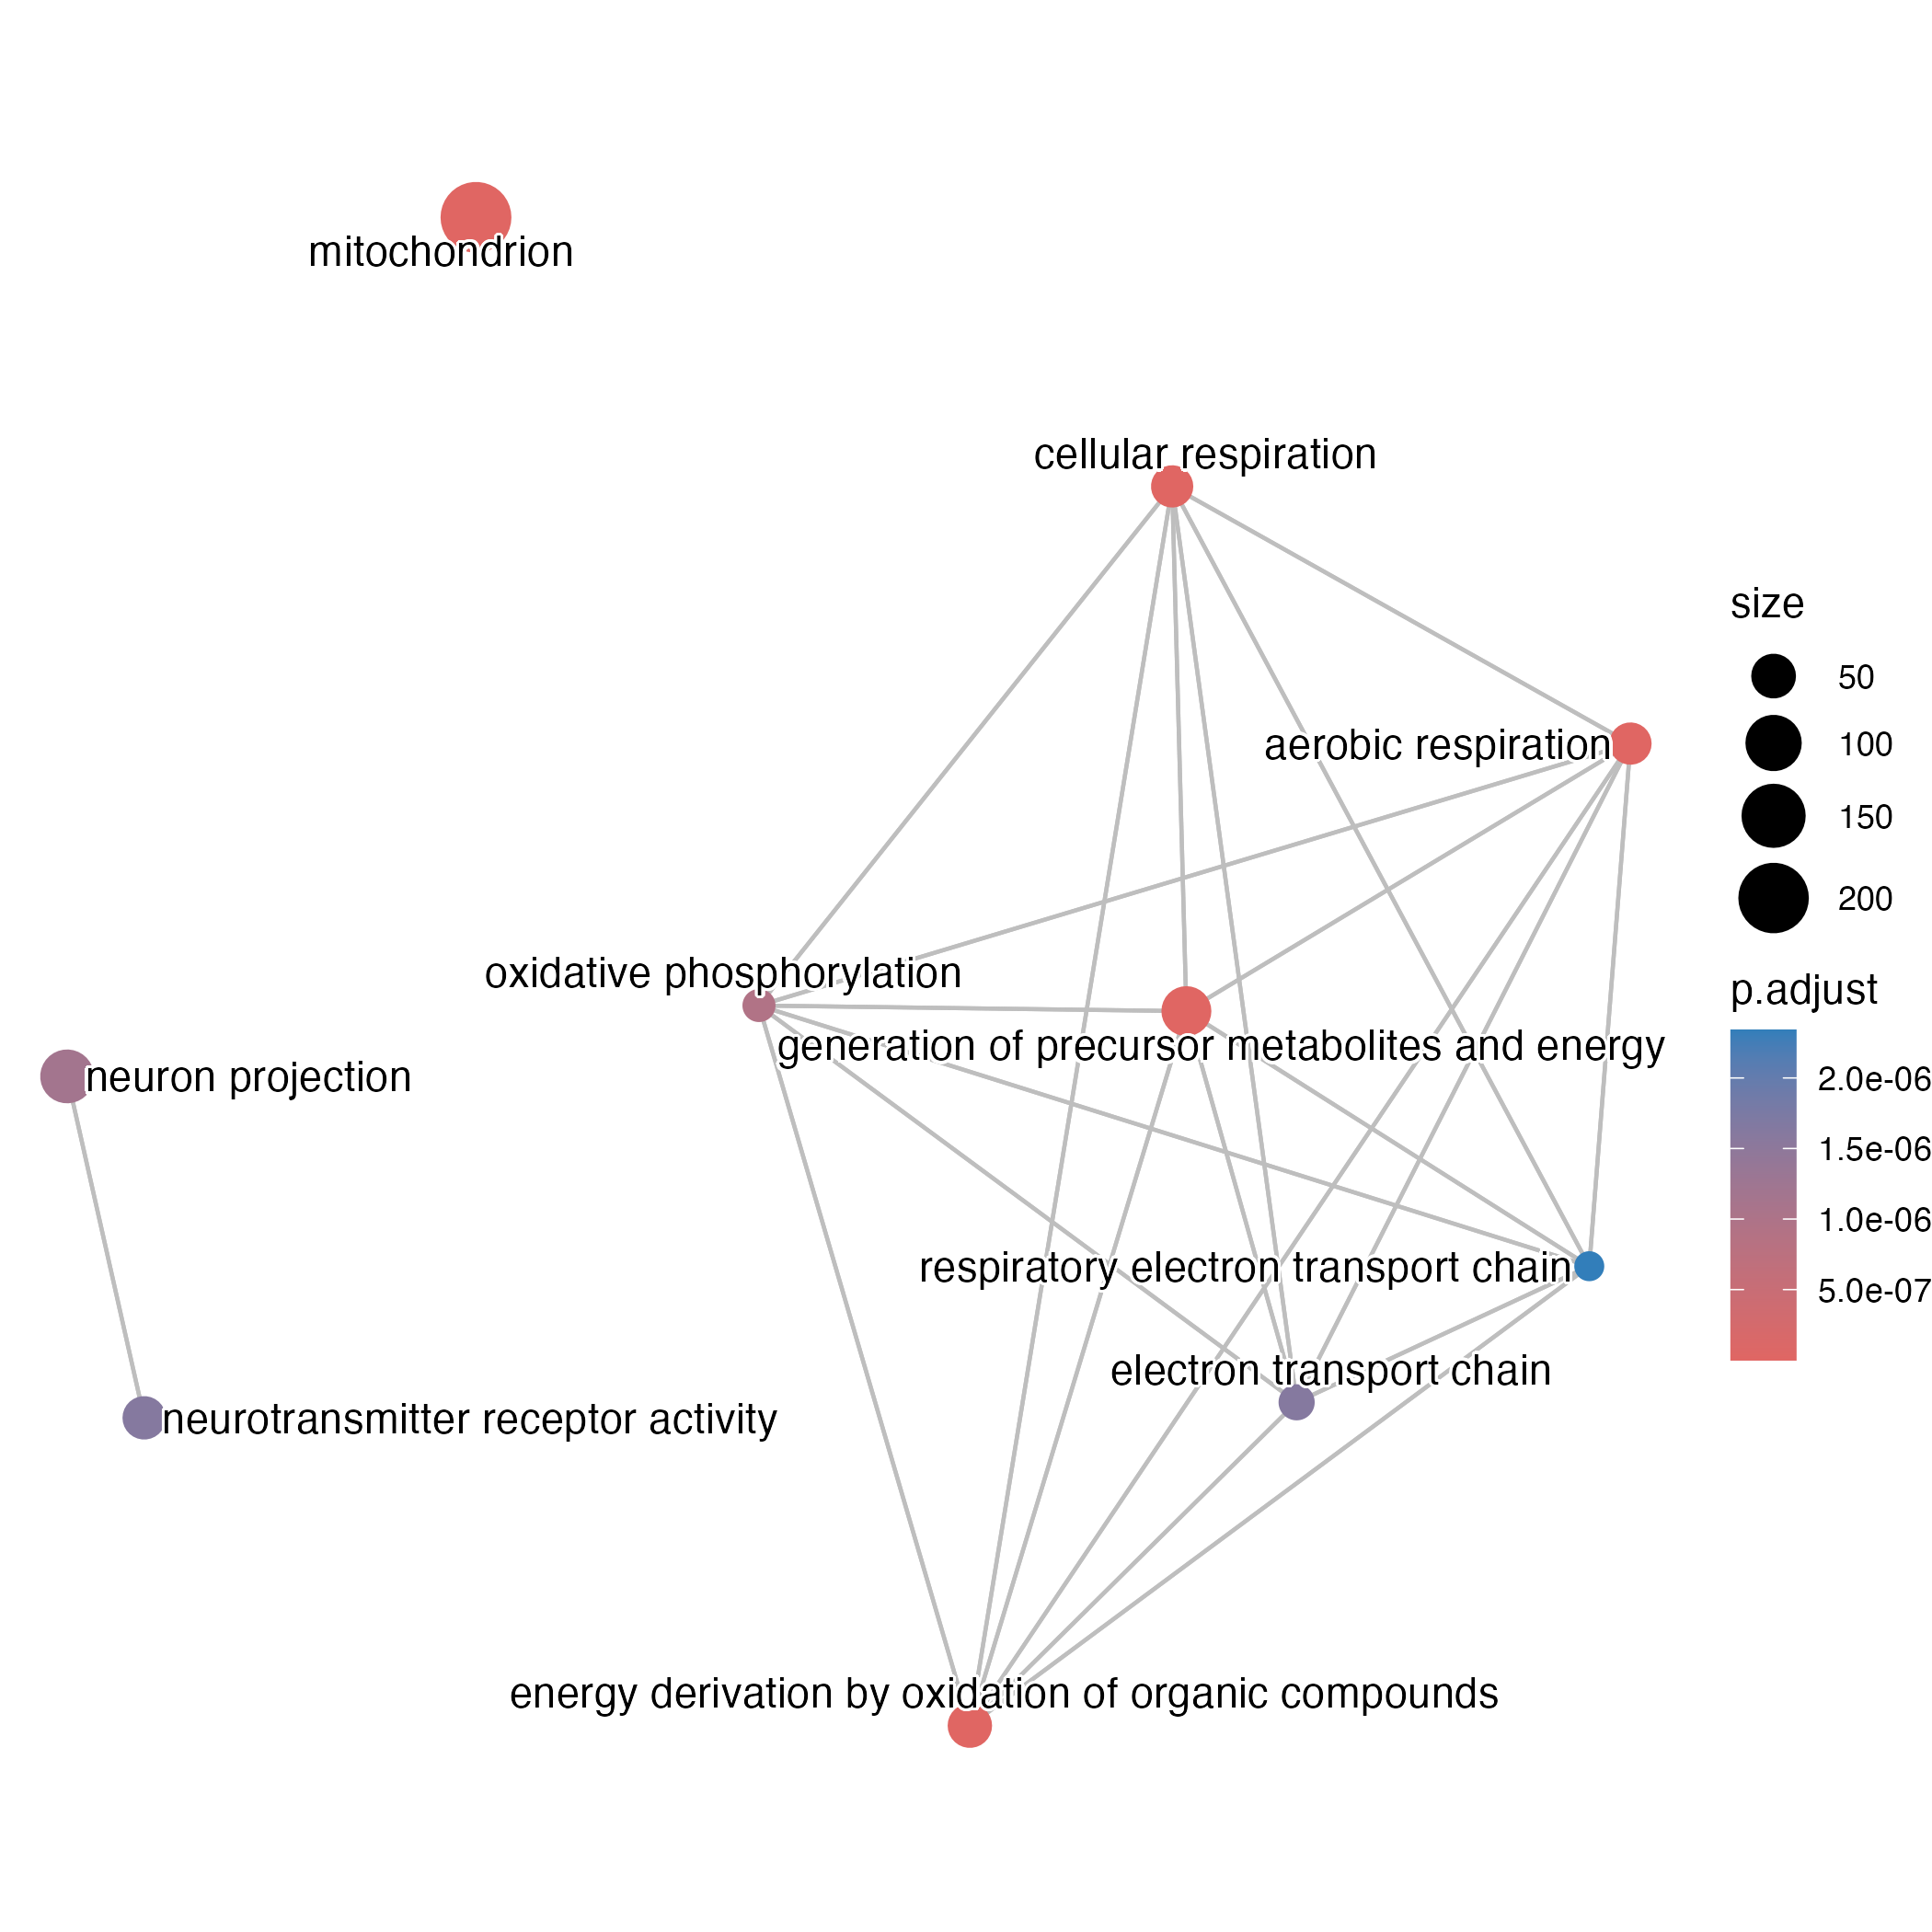 mitochondrion
cellular respiration
aerobic respiration
oxidative phosphorylation
generation of precursor metabolites and energy
neuron projection
respiratory electron transport chain
electron transport chain
neurotransmitter receptor activity
energy derivation by oxidation of organic compounds
size
50
100
150
200
p.adjust
2.0e-06
1.5e-06
1.0e-06
5.0e-07